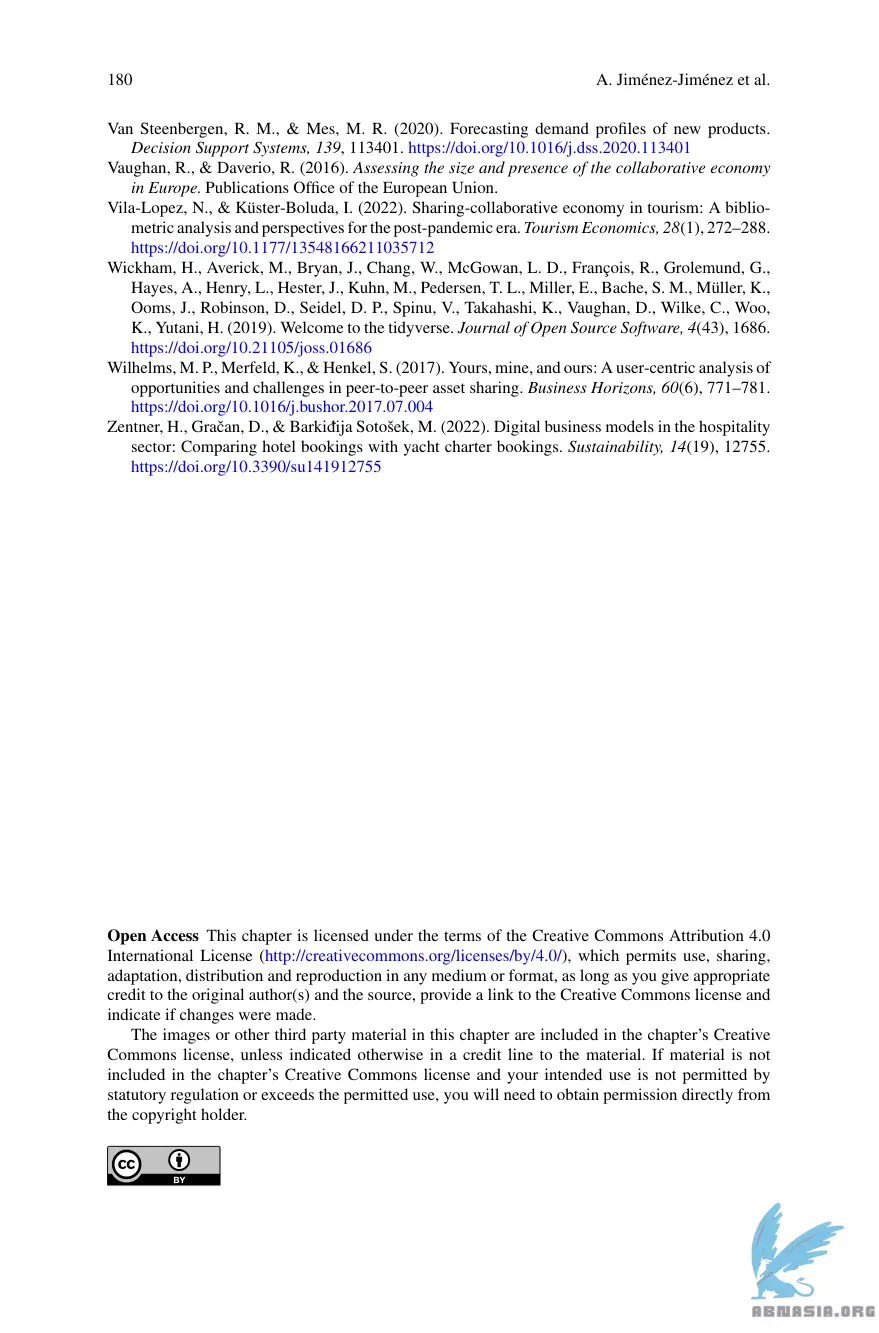 180 A. Jiménez-Jiménez et al.
Van Steenbergen, R. M., & Mes, M. R. (2020). Forecasting demand profiles of new products.
Decision Support Systems, 139, 113401. https://doi.org/10.1016/j.dss.2020.113401
Vaughan, R., & Daverio, R. (2016). Assessing the size and presence of the collaborative economy
in Europe. Publications Office of the European Union.
Vila-Lopez, N., & Küster-Boluda, I. (2022). Sharing-collaborative economy in tourism: A biblio-
metric analysis and perspectives for the post-pandemic era. Tourism Economics, 28(1), 272–288.
https://doi.org/10.1177/13548166211035712
Wickham, H., Averick, M., Bryan, J., Chang, W., McGowan, L. D., François, R., Grolemund, G.,
Hayes, A., Henry, L., Hester, J., Kuhn, M., Pedersen, T. L., Miller, E., Bache, S. M., Müller, K.,
Ooms, J., Robinson, D., Seidel, D. P., Spinu, V., Takahashi, K., Vaughan, D., Wilke, C., Woo,
K., Yutani, H. (2019). Welcome to the tidyverse. Journal of Open Source Software, 4(43), 1686.
https://doi.org/10.21105/joss.01686
Wilhelms, M. P., Merfeld, K., & Henkel, S. (2017). Yours, mine, and ours: A user-centric analysis of
opportunities and challenges in peer-to-peer asset sharing. Business Horizons, 60(6), 771–781.
https://doi.org/10.1016/j.bushor.2017.07.004
Zentner, H., Gračan, D., & Barkiđija Sotošek, M. (2022). Digital business models in the hospitality
sector: Comparing hotel bookings with yacht charter bookings. Sustainability, 14(19), 12755.
https://doi.org/10.3390/su141912755
Open Access This chapter is licensed under the terms of the Creative Commons Attribution 4.0
International License (http://creativecommons.org/licenses/by/4.0/), which permits use, sharing,
adaptation, distribution and reproduction in any medium or format, as long as you give appropriate
credit to the original author(s) and the source, provide a link to the Creative Commons license and
indicate if changes were made.
The images or other third party material in this chapter are included in the chapter's Creative
Commons license, unless indicated otherwise in a credit line to the material. If material is not
included in the chapter's Creative Commons license and your intended use is not permitted by
statutory regulation or exceeds the permitted use, you will need to obtain permission directly from
the copyright holder.
cc
BY
ABNASIA.ORG